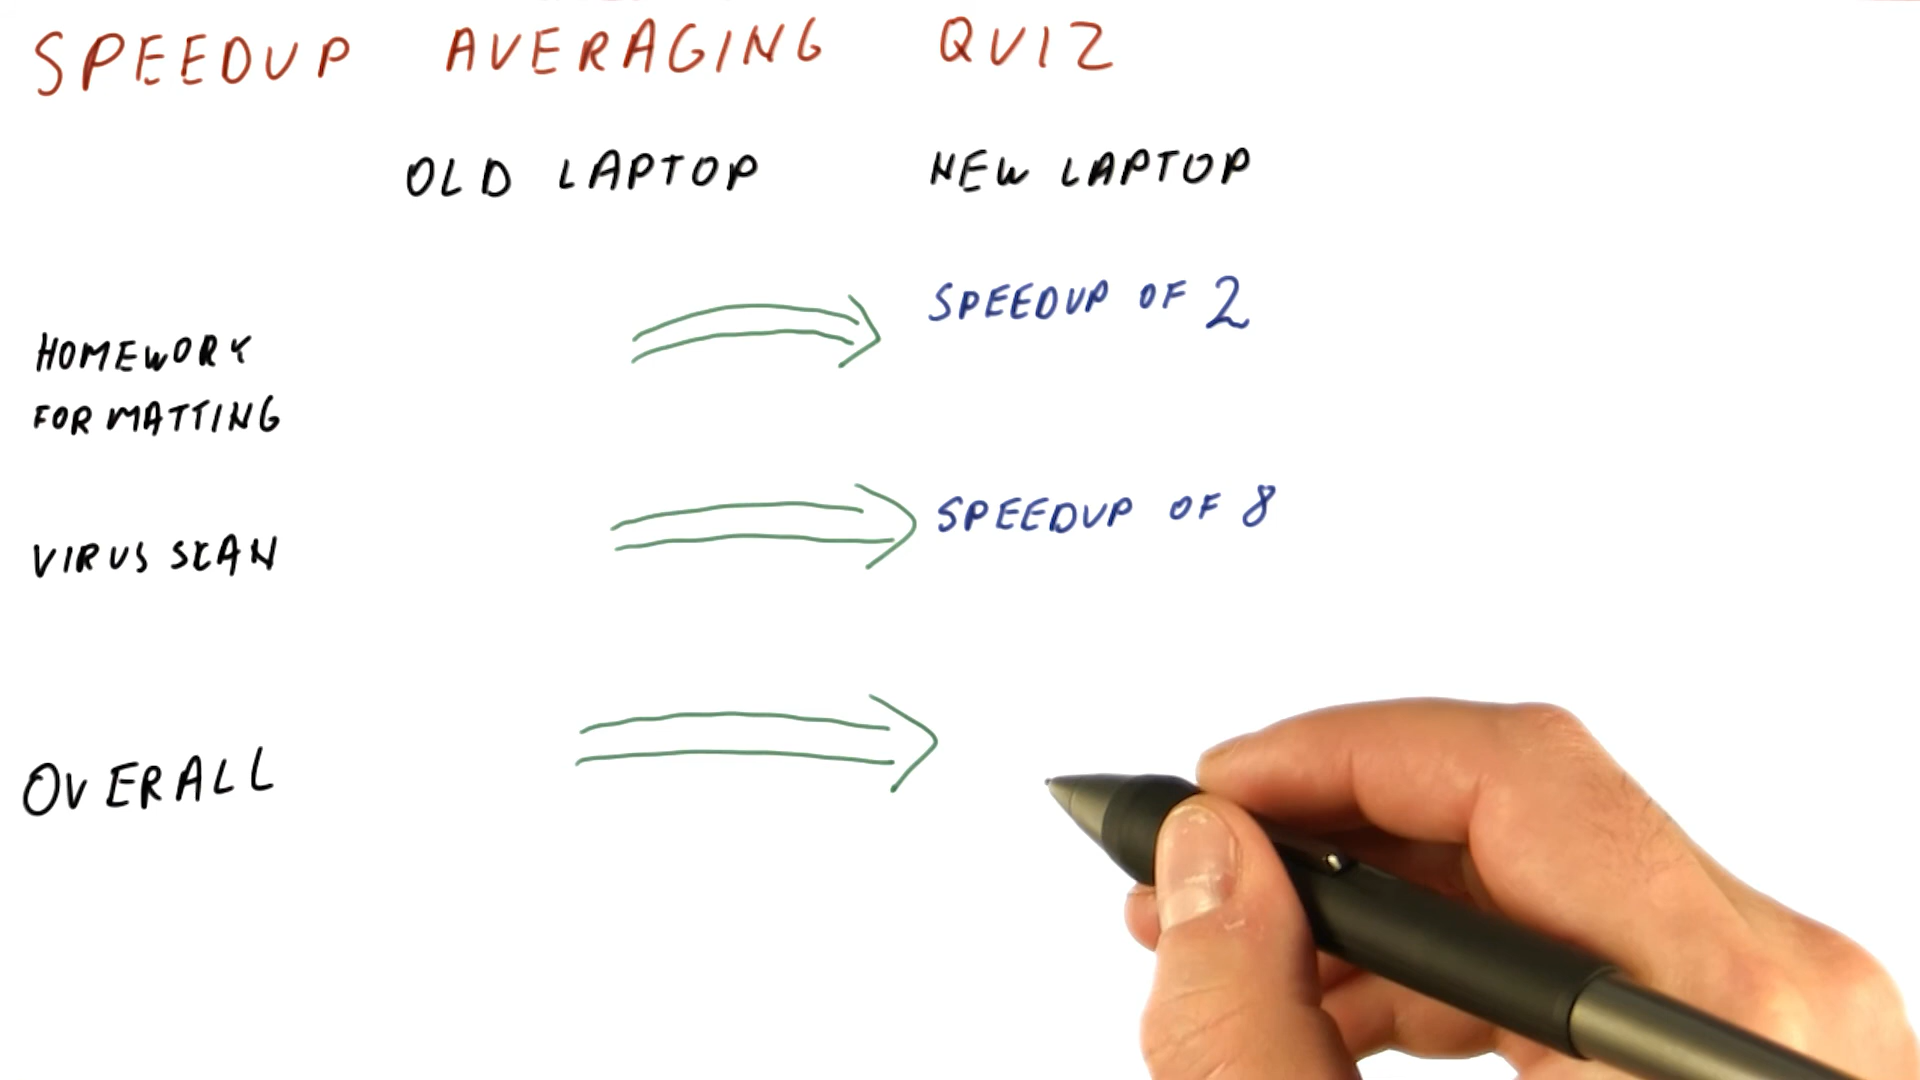 SPEEDUP AVERAGING QUIZ
OLD LAPTOP NEW LAPTOP
SPEEDUP OF 2
HOMEWORK
FORMATTING
SPEEDUP OF 8
VIRUS SCAN
OVERALL